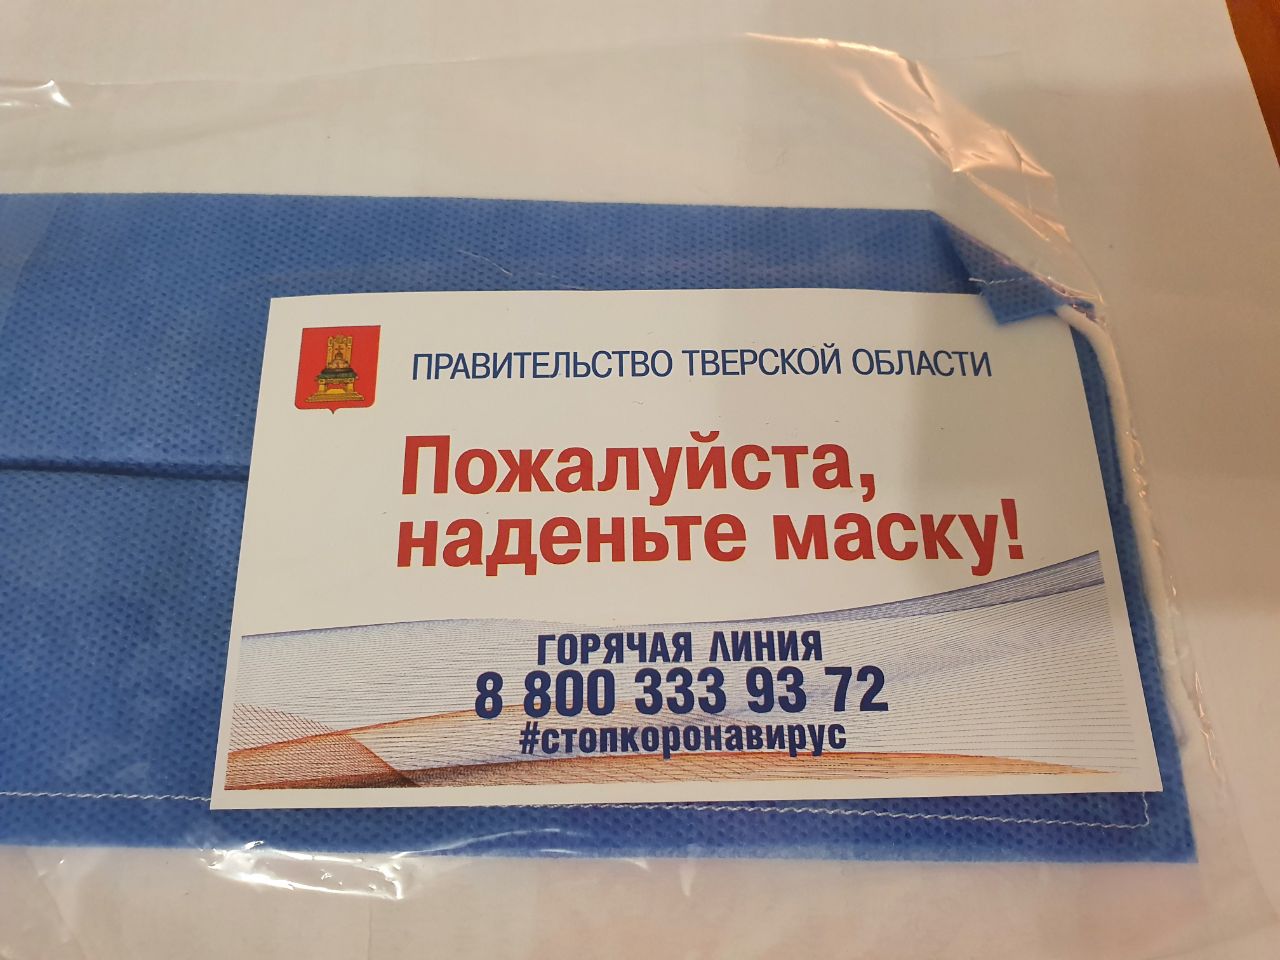 ПРАВИТЕЛЬСТВО ТВЕРСКОЙ ОБЛАСТИ
Пожалуйста,
наденьте маску!
ГОРЯЧАЯ ЛИНИЯ
8 800 333 93 72
#стопкоронавирус